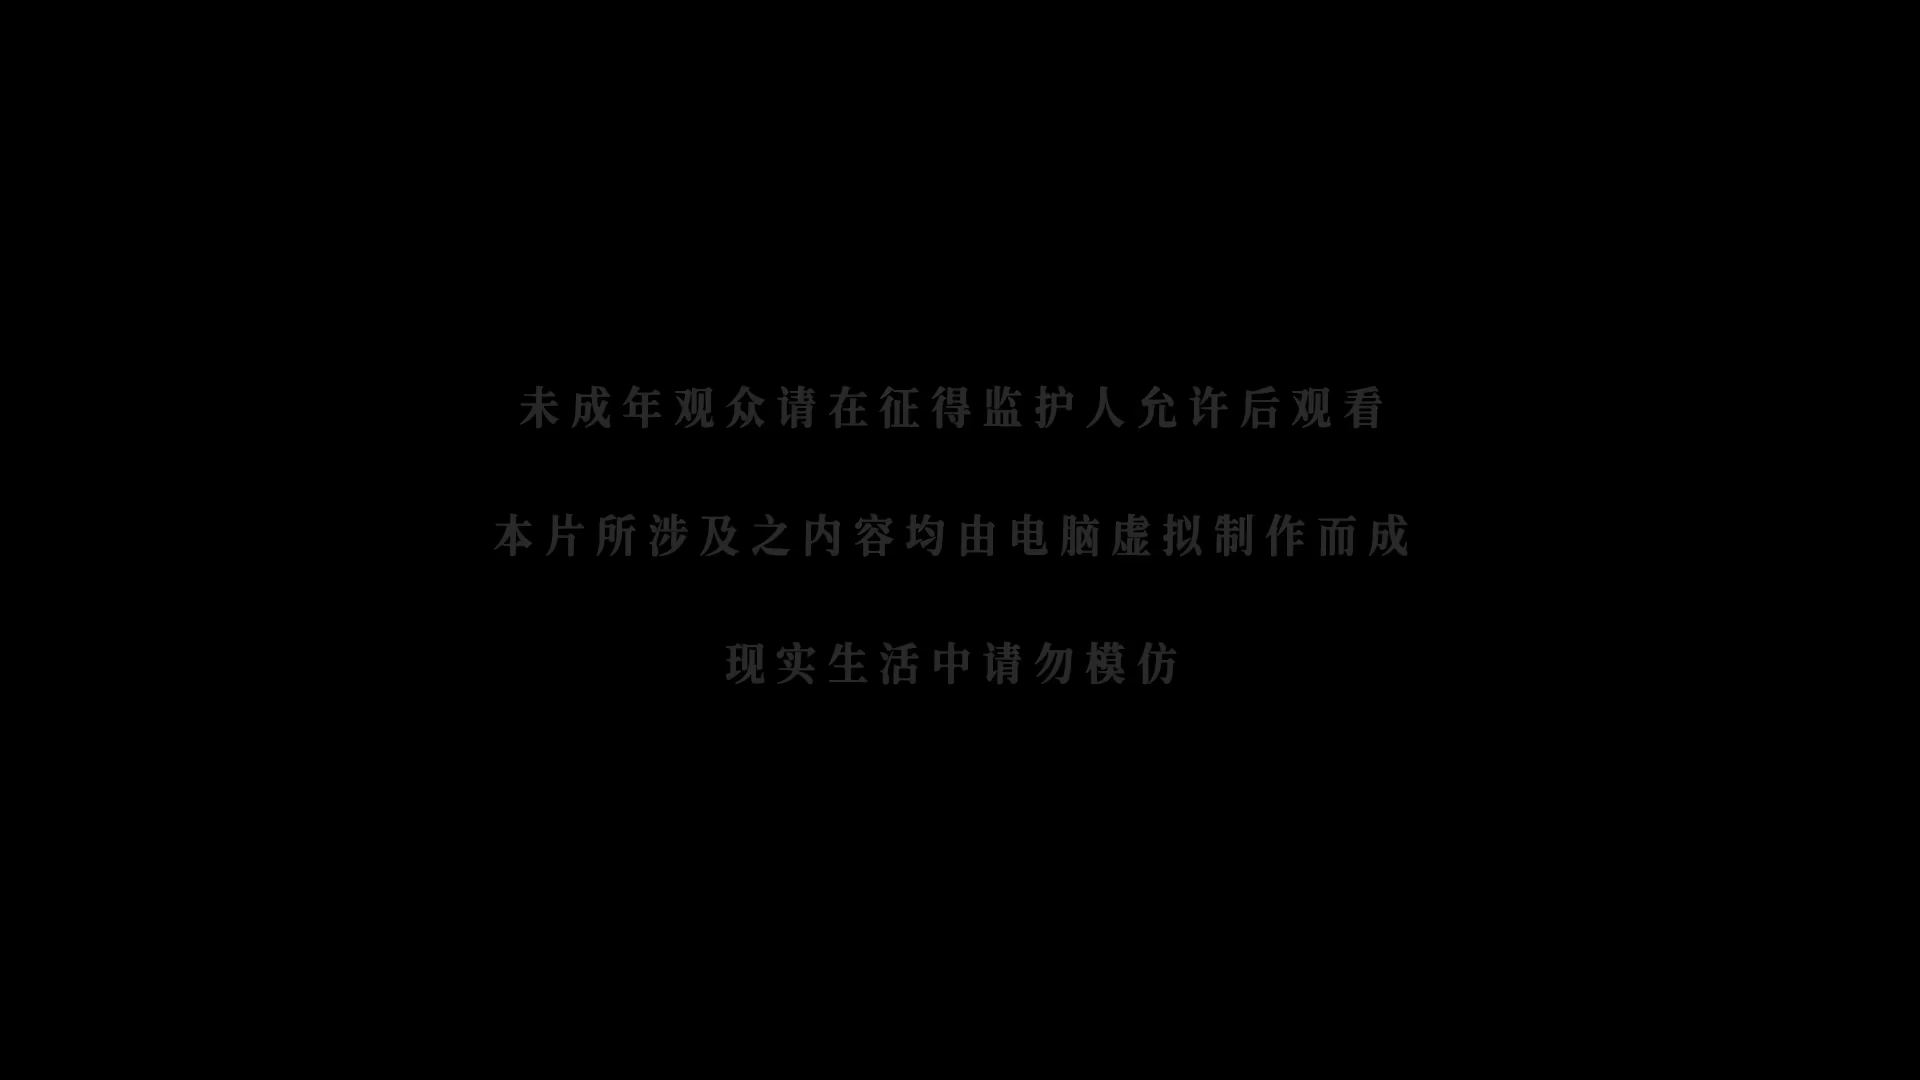 未成年观众请在征得监护人允许后观看
本片所涉及之内容均由电脑虚拟制作而成
现实生活中请勿模仿